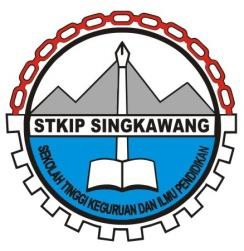 STKIP SINGKAWANG
SEKOLAH TINGGI KEGURUAN DAN ILMU PENDIDIKAN